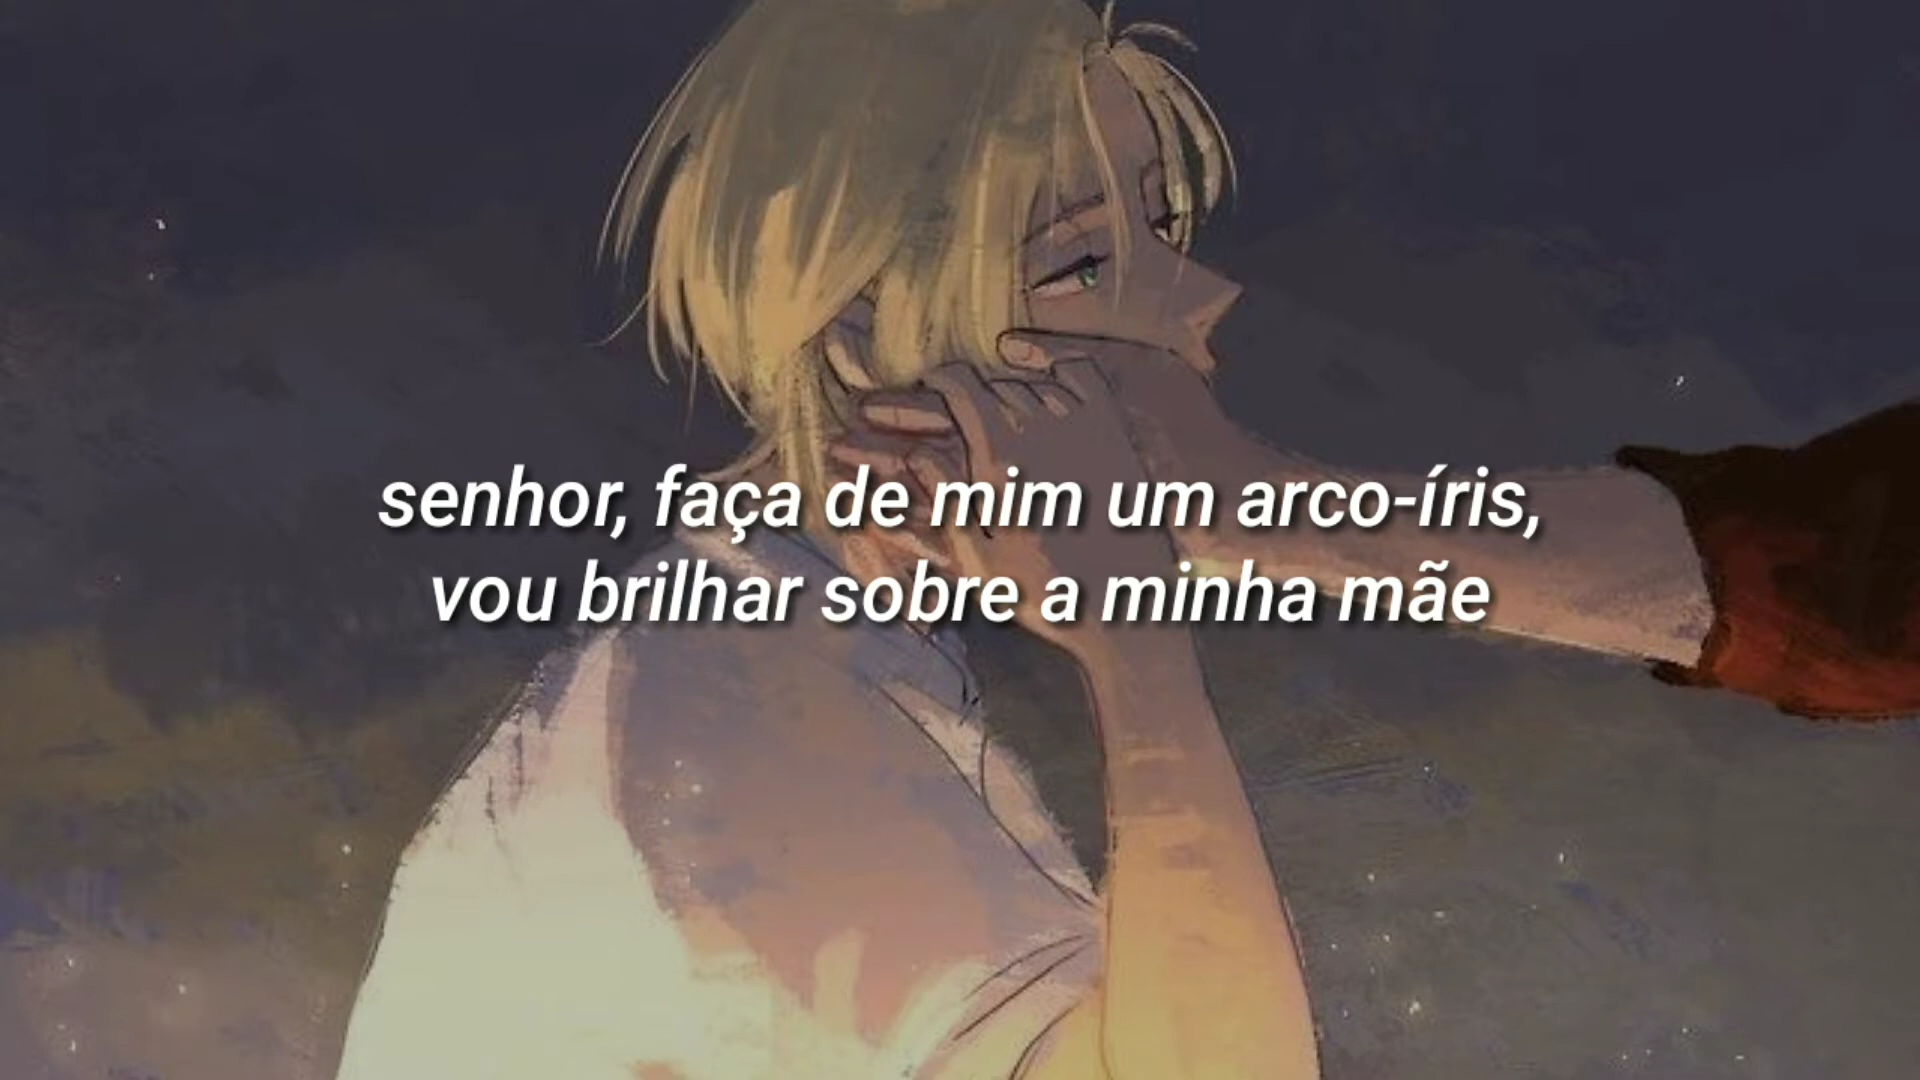 senhor, faça de mim um arco-íris,
vou brilhar sobre a minha mãe